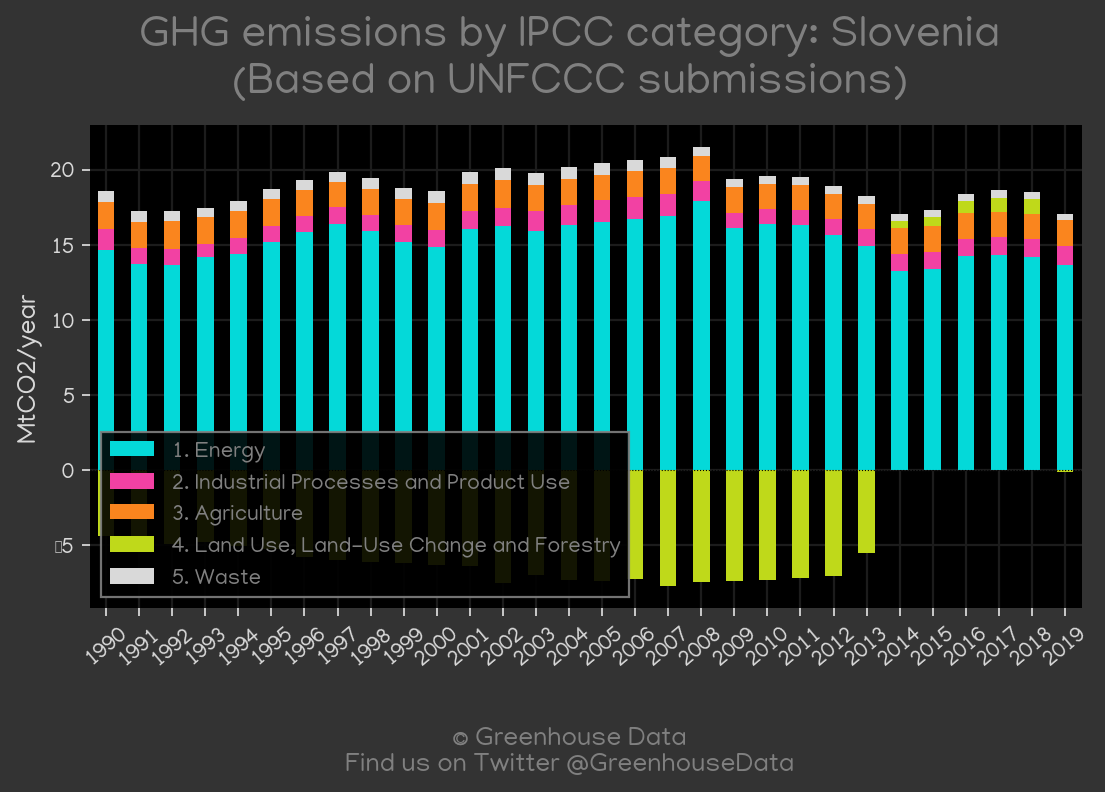 GHG emissions by IPCC category: Slovenia
(Based on UNFCCC submissions)
MtCO2/year
20
15
10
5
0
▯5
1. Energy
2. Industrial Processes and Product Use
3. Agriculture
4. Land Use, Land-Use Change and Forestry
5. Waste
1990 1991 1992 1993 1994 1995 1996 1997 1998 1999 2000 2001 2002 2003 2004 2005 2006 2007 2008 2009 2010 2011 2012 2013 2014 2015 2016 2017 2018 2019
© Greenhouse Data
Find us on Twitter @GreenhouseData